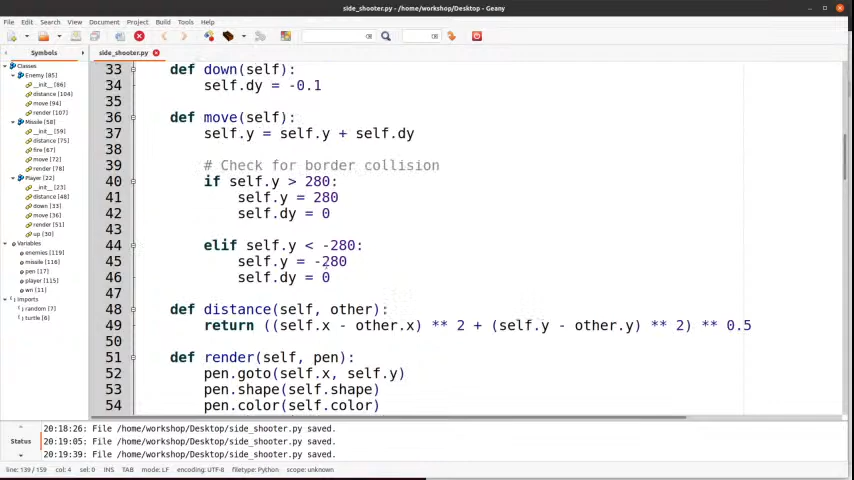 side_shooter.py - /home/workshop/Desktop - Geany
File Edit Search View Document Project Build Tools Help
Symbols
side_shooter.py
Classes
Enemy [85]
__init__ [86]
distance [104]
move [94]
render [107]
Missile [58]
__init__ [59]
distance [75]
fire [67]
move [72]
render [78]
Player [22]
__init__ [23]
distance [48]
down [33]
move [36]
render [51]
up [30]
Variables
enemies [119]
missile [116]
pen [17]
player [115]
wn [11]
Imports
random [7]
turtle [6]
33 def down(self):
34 self.dy = -0.1
35
36 def move(self):
37 self.y = self.y + self.dy
38
39 # Check for border collision
40 if self.y > 280:
41 self.y = 280
42 self.dy = 0
43
44 elif self.y < -280:
45 self.y = -280
46 self.dy = 0
47
48 def distance(self, other):
49 return ((self.x - other.x) ** 2 + (self.y - other.y) ** 2) ** 0.5
50
51 def render(self, pen):
52 pen.goto(self.x, self.y)
53 pen.shape(self.shape)
54 pen.color(self.color)
Status
20:18:26: File /home/workshop/Desktop/side_shooter.py saved.
20:19:05: File /home/workshop/Desktop/side_shooter.py saved.
20:19:39: File /home/workshop/Desktop/side_shooter.py saved.
line: 139 / 159 col: 4 sel: 0 INS TAB mode: LF encoding: UTF-8 filetype: Python scope: unknown